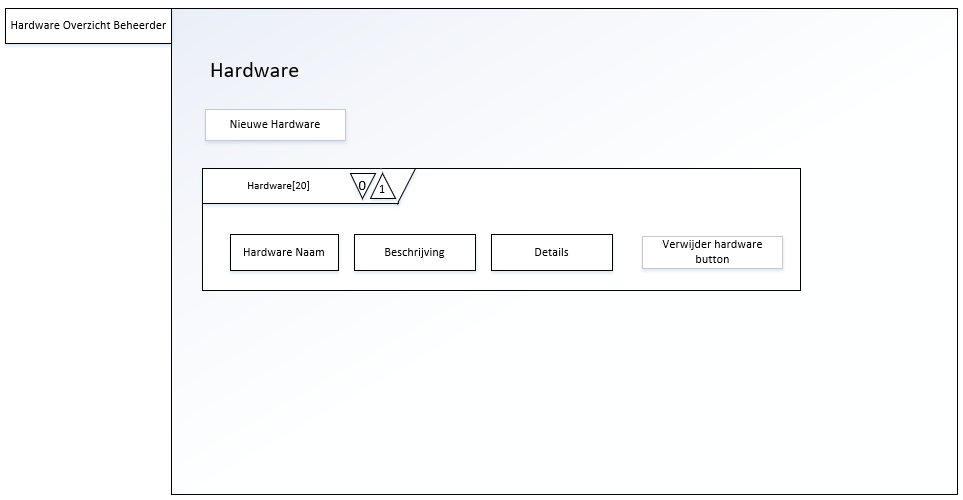 Hardware Overzicht Beheerder
Hardware
Nieuwe Hardware
Hardware[20]
0
1
Hardware Naam
Beschrijving
Details
Verwijder hardware
button